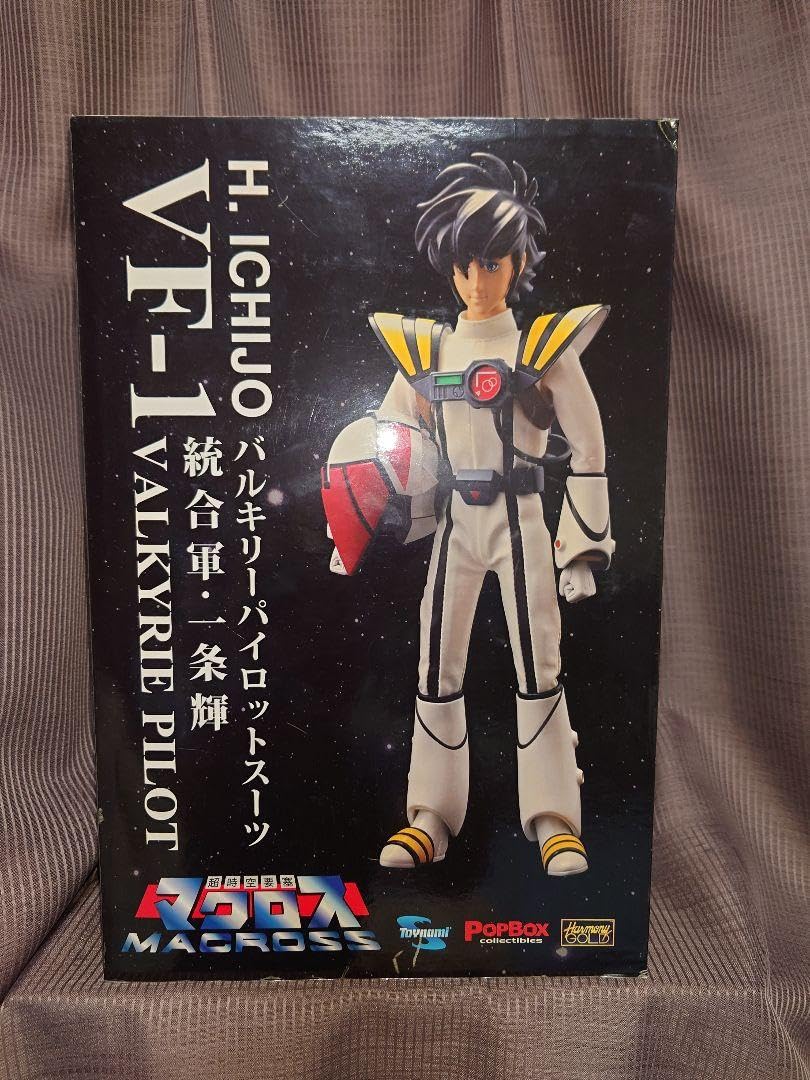 H. ICHIJO
VF-1 VALKYRIE PILOT
バルキリーパイロットスーツ
統合軍・一条輝
超時空要塞
マクロス
MACROSS
Toynami
POPBOX
collectibles
Harmony
GOLD